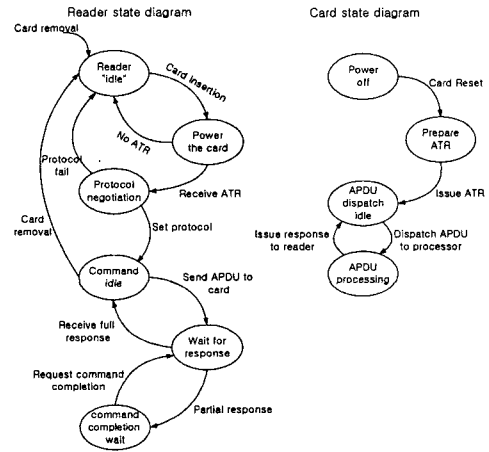 Reader state diagram
Card state diagram
Card removal
Reader
"idle"
Card insertion
Power
the card
No ATR
Protocol
fail
Protocol
negotiation
Receive ATR
Set protocol
Card
removal
Command
idle
Send APDU to
card
Receive full
response
Wait for
response
Request command
completion
Partial response
command
completion
wait
Power
off
Card Reset
Prepare
ATR
Issue ATR
APDU
dispatch
idle
Issue response
to reader
Dispatch APDU
to processor
APDU
processing